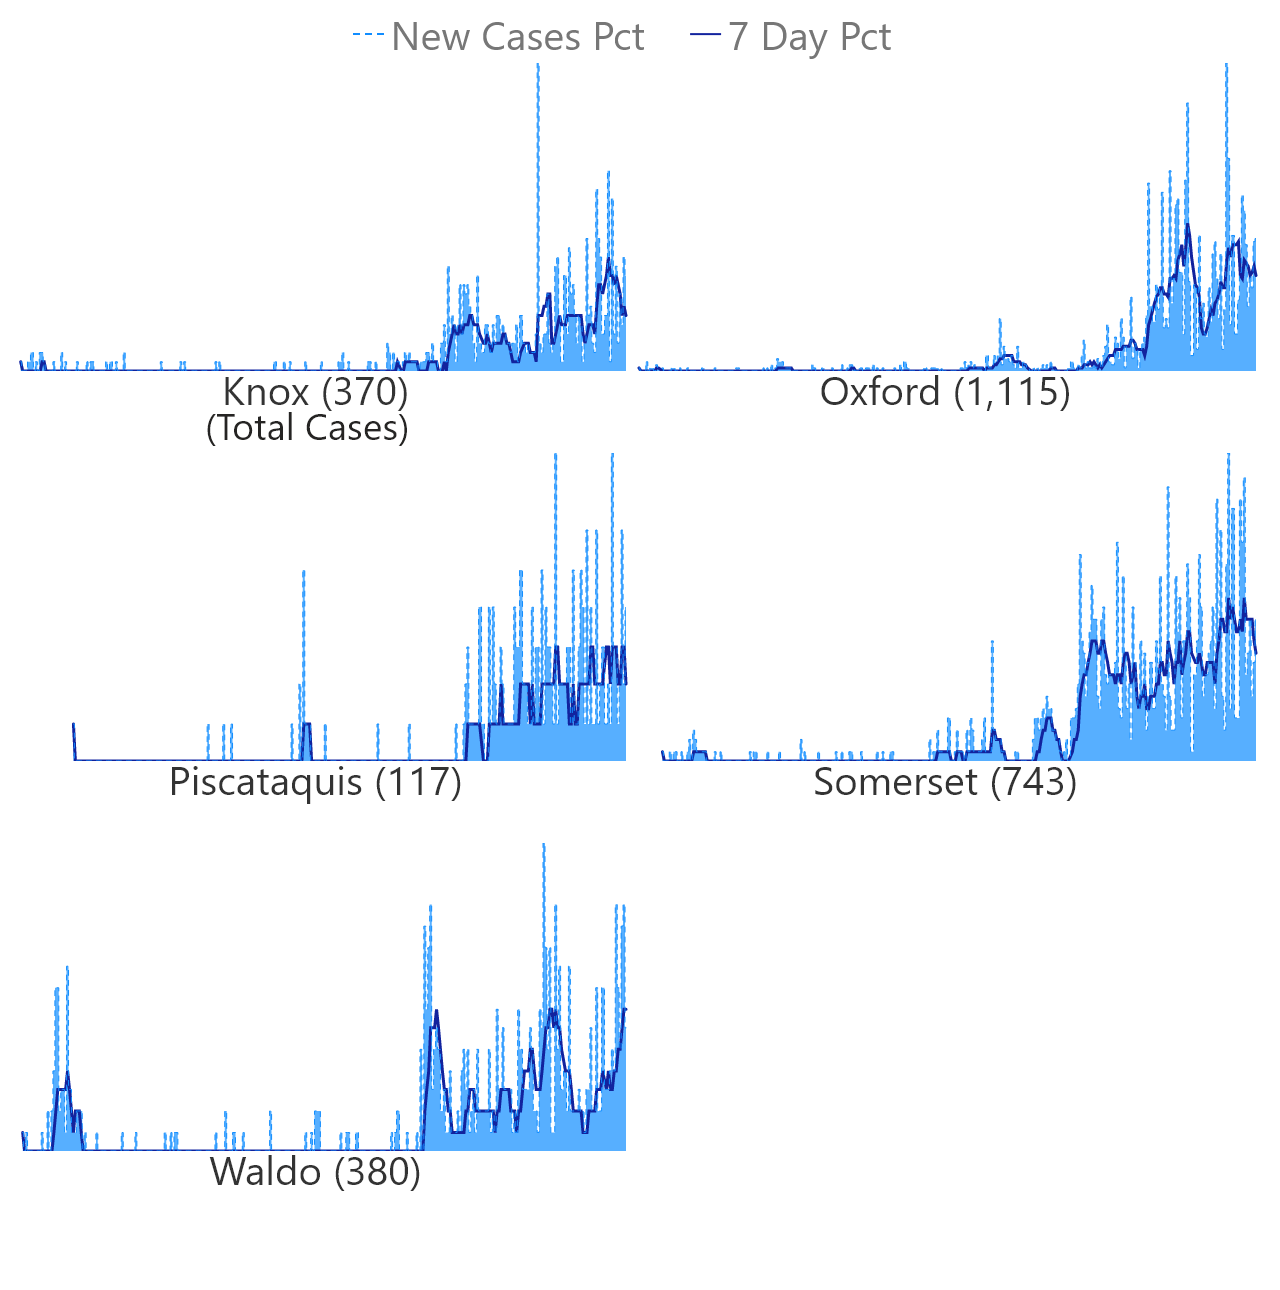 New Cases Pct 7 Day Pct
Knox (370) Oxford (1,115)
(Total Cases)
Piscataquis (117) Somerset (743)
Waldo (380)